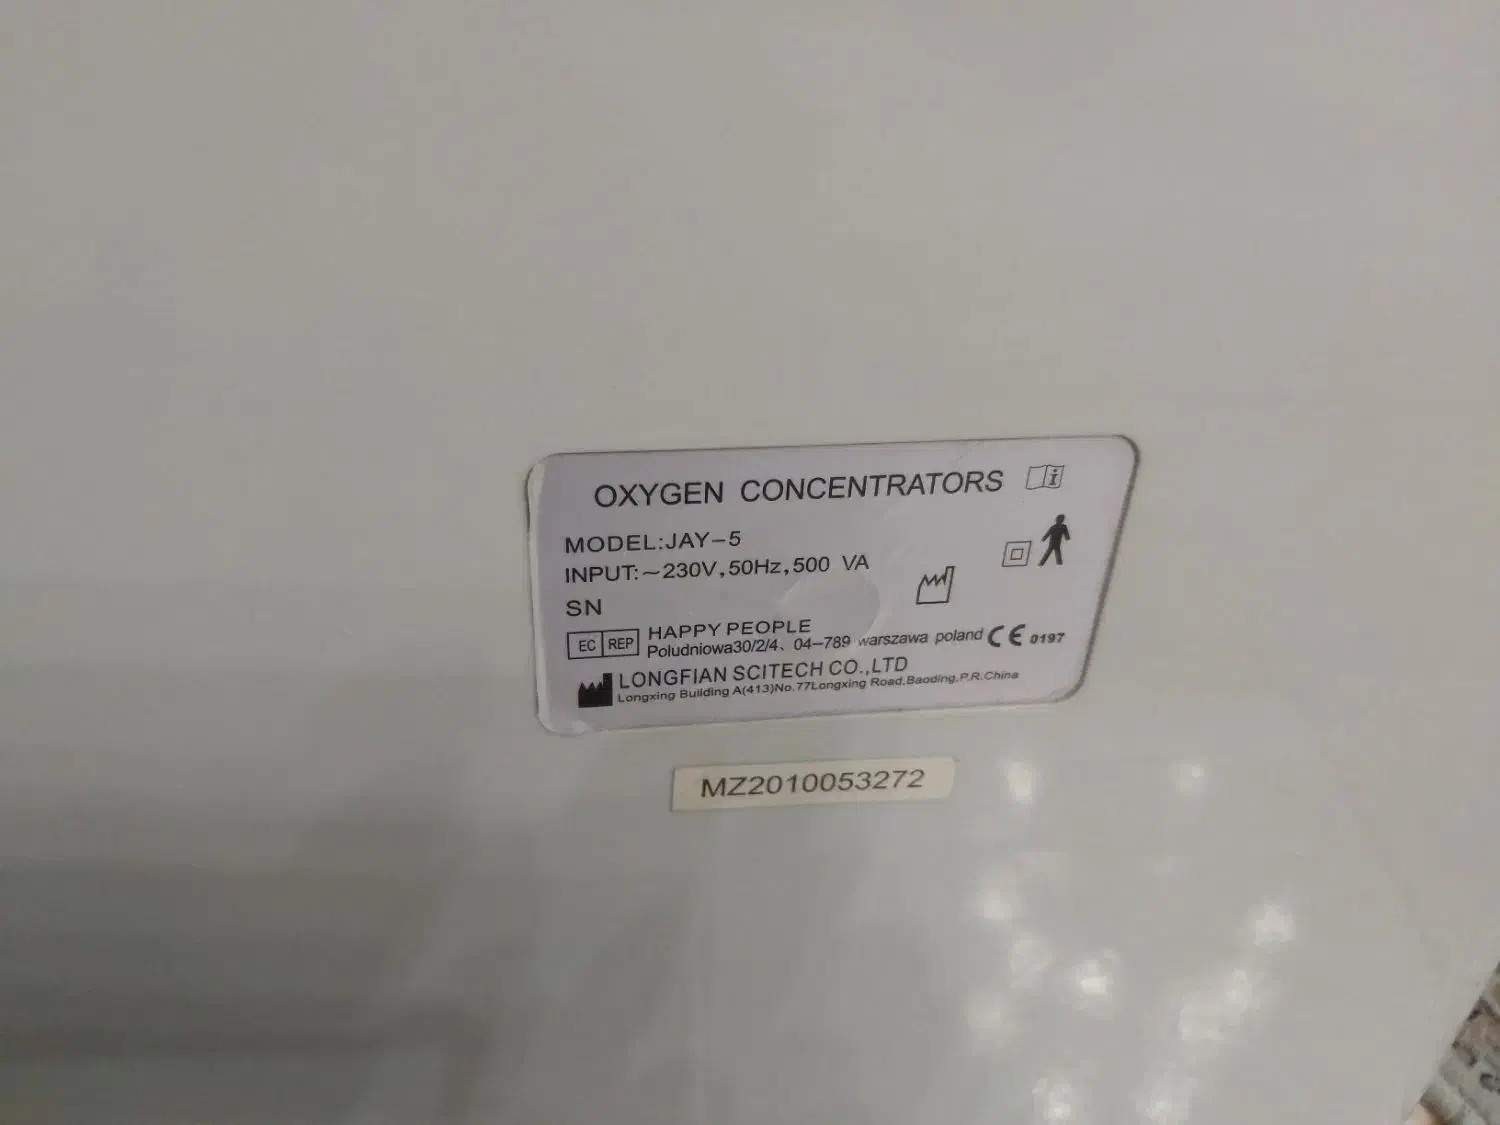 OXYGEN CONCENTRATORS
MODEL:JAY-5
INPUT:~230V,50Hz,500 VA
SN
EC REP HAPPY PEOPLE
Poludniowa30/2/4、04-789 warszawa poland CE 0197
LONGFIAN SCITECH CO.,LTD
Longxing Building A(413)No.77Longxing Road,Baoding,P.R.China
MZ2010053272